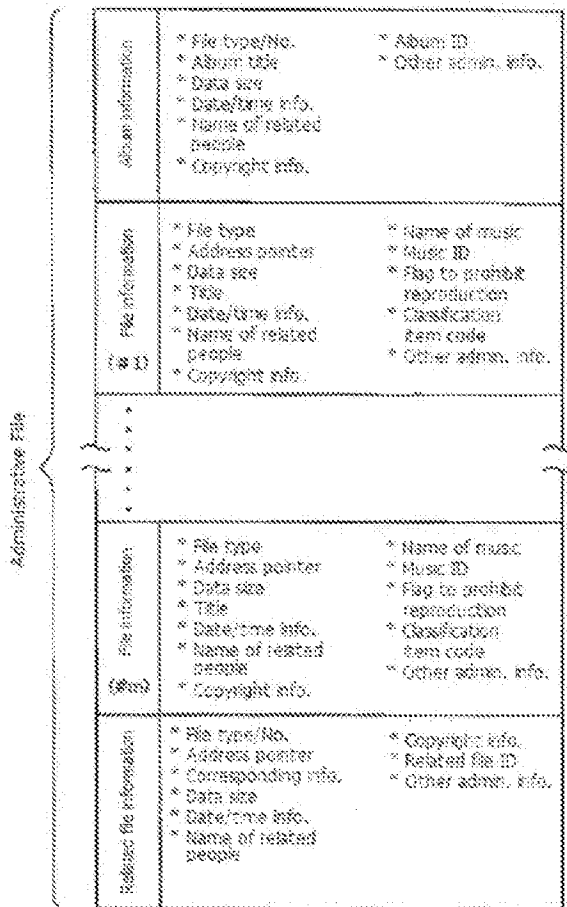 Administrative File
Album information
* File type/No.
* Album title
* Data size
* Date/time info.
* Name of related
people
* Copyright info.
* Album ID
* Other admin. info.
File information
(#1)
* File type
* Address pointer
* Data size
* Title
* Date/time info.
* Name of related
people
* Copyright info.
* Name of music
* Music ID
* Flag to prohibit
reproduction
* Classification
item code
* Other admin. info.
File information
(#m)
* File type
* Address pointer
* Data size
* Title
* Date/time info.
* Name of related
people
* Copyright info.
* Name of music
* Music ID
* Flag to prohibit
reproduction
* Classification
item code
* Other admin. info.
Related file information
* File type/No.
* Address pointer
* Corresponding info.
* Data size
* Date/time info.
* Name of related
people
* Copyright info.
* Related file ID
* Other admin. info.